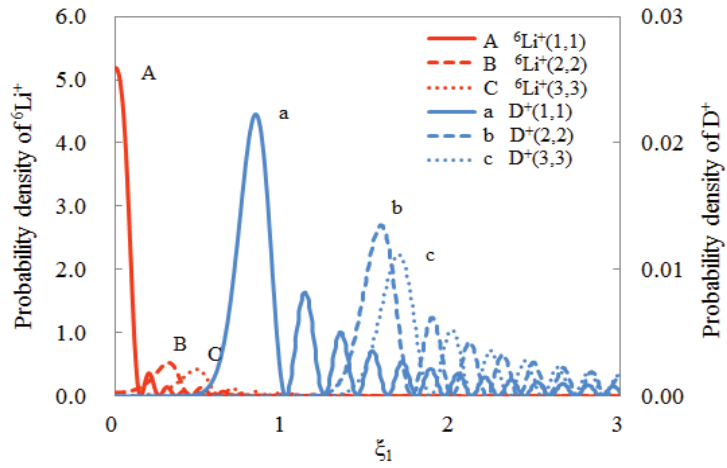 6.0
5.0
4.0
3.0
2.0
1.0
0.0
Probability density of ⁶Li⁺
0.03
0.02
0.01
0.00
Probability density of D⁺
0
1
2
3
ξ₁
A ⁶Li⁺(1,1)
B ⁶Li⁺(2,2)
C ⁶Li⁺(3,3)
a D⁺(1,1)
b D⁺(2,2)
c D⁺(3,3)
A
a
b
c
B
C